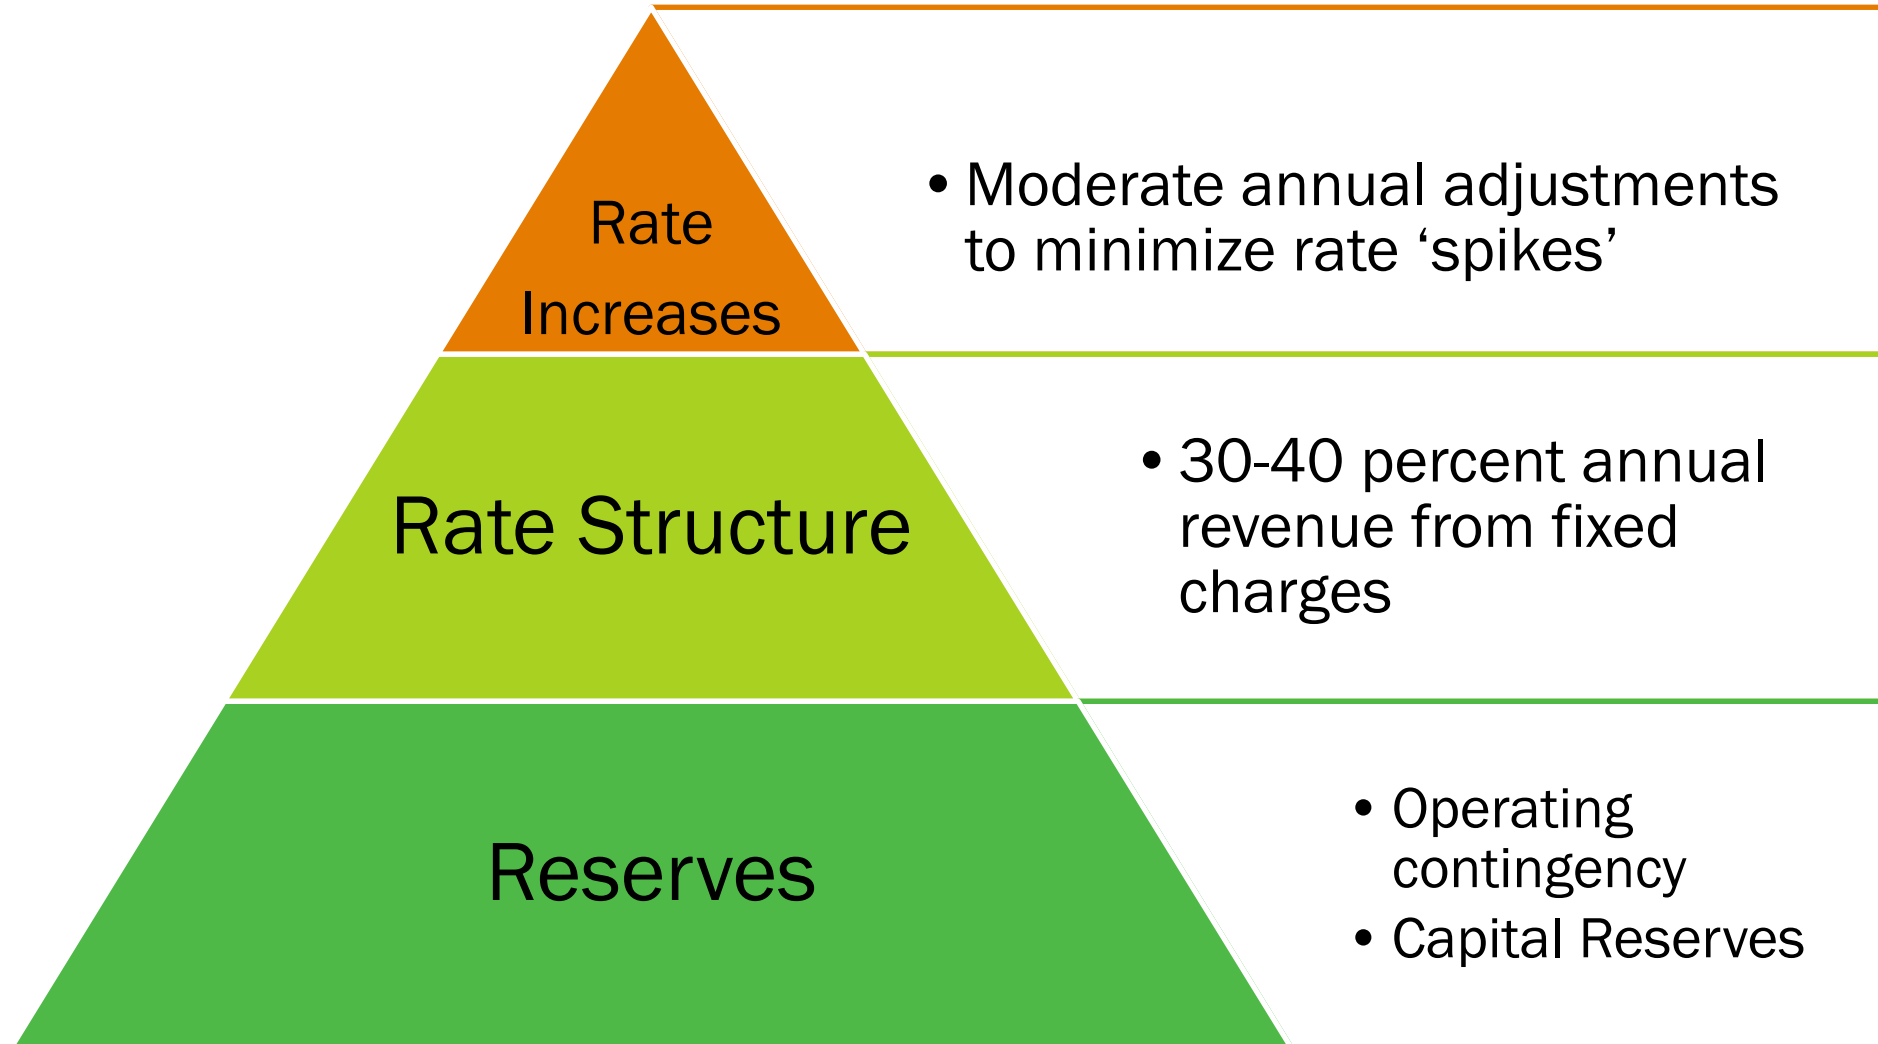 Rate
Increases
• Moderate annual adjustments
to minimize rate ‘spikes’
Rate Structure
• 30-40 percent annual
revenue from fixed
charges
Reserves
• Operating
contingency
• Capital Reserves